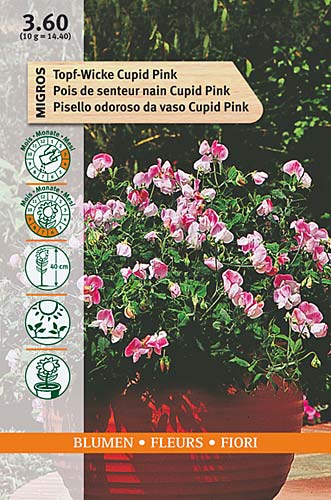 3.60
(10 g = 14.40)
MIGROS
Topf-Wicke Cupid Pink
Pois de senteur nain Cupid Pink
Pisello odoroso da vaso Cupid Pink
Mois • Monate • Mesi
Mois • Monate • Mesi
40 cm
BLUMEN • FLEURS • FIORI